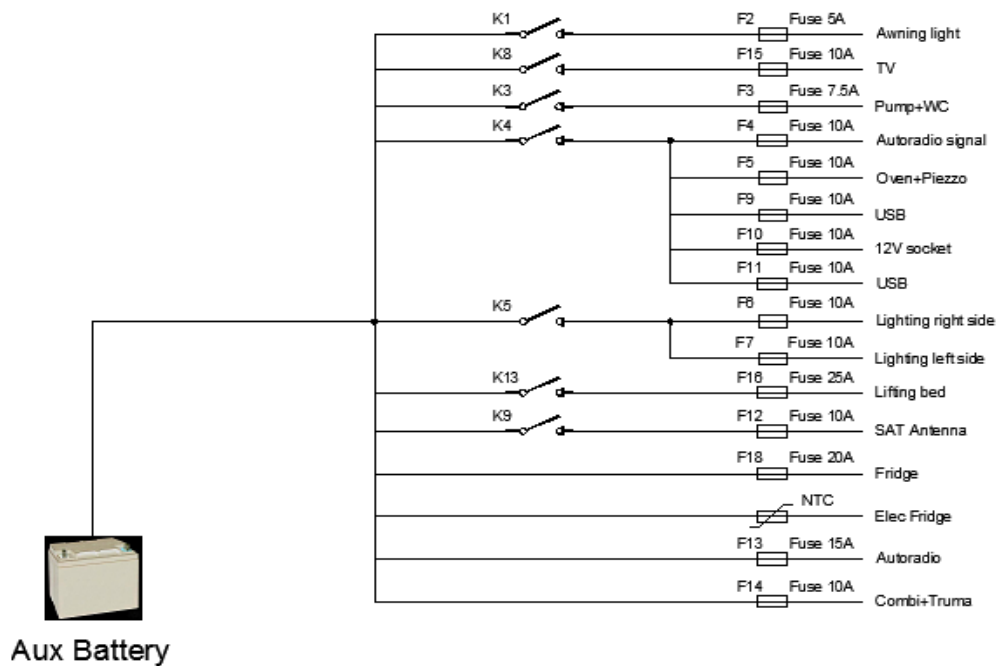 K1 F2 Fuse 5A Awning light
K8 F15 Fuse 10A TV
K3 F3 Fuse 7.5A Pump+WC
K4 F4 Fuse 10A Autoradio signal
F5 Fuse 10A Oven+Piezzo
F9 Fuse 10A USB
F10 Fuse 10A 12V socket
F11 Fuse 10A USB
K5 F6 Fuse 10A Lighting right side
F7 Fuse 10A Lighting left side
K13 F16 Fuse 25A Lifting bed
K9 F12 Fuse 10A SAT Antenna
F18 Fuse 20A Fridge
NTC Elec Fridge
F13 Fuse 15A Autoradio
F14 Fuse 10A Combi+Truma
Aux Battery